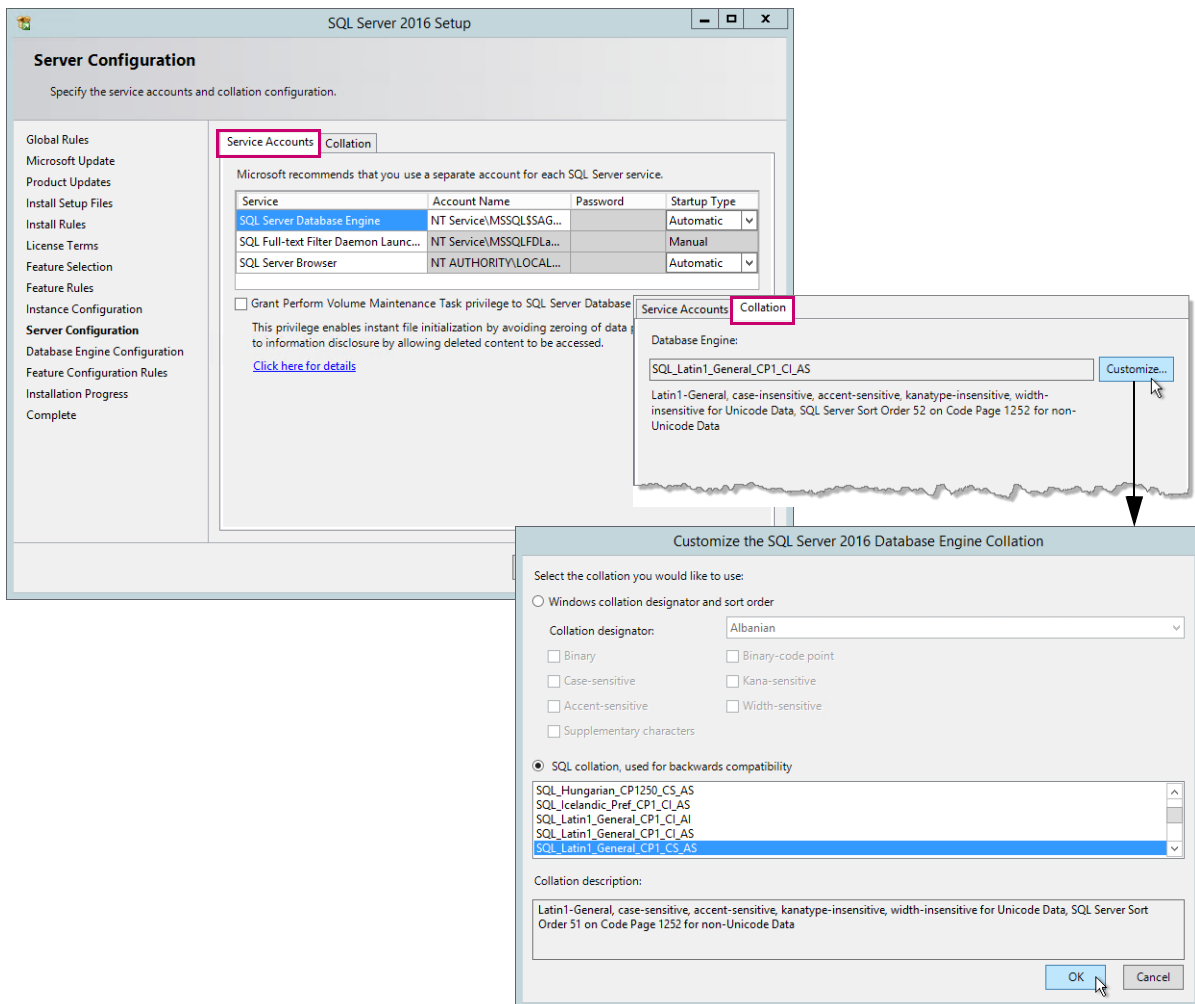 SQL Server 2016 Setup
Server Configuration
Specify the service accounts and collation configuration.
Global Rules
Microsoft Update
Product Updates
Install Setup Files
Install Rules
License Terms
Feature Selection
Feature Rules
Instance Configuration
Server Configuration
Database Engine Configuration
Feature Configuration Rules
Installation Progress
Complete
Service Accounts Collation
Microsoft recommends that you use a separate account for each SQL Server service.
Service Account Name Password Startup Type
SQL Server Database Engine NT Service\MSSQL$SAG... Automatic
SQL Full-text Filter Daemon Launc... NT Service\MSSQLFDLa... Manual
SQL Server Browser NT AUTHORITY\LOCAL... Automatic
Grant Perform Volume Maintenance Task privilege to SQL Server Database
This privilege enables instant file initialization by avoiding zeroing of data
to information disclosure by allowing deleted content to be accessed.
Click here for details
Service Accounts Collation
Database Engine:
SQL_Latin1_General_CP1_CI_AS Customize...
Latin1-General, case-insensitive, accent-sensitive, kanatype-insensitive, width-
insensitive for Unicode Data, SQL Server Sort Order 52 on Code Page 1252 for non-
Unicode Data
Customize the SQL Server 2016 Database Engine Collation
Select the collation you would like to use:
Windows collation designator and sort order
Collation designator: Albanian
Binary Binary-code point
Case-sensitive Kana-sensitive
Accent-sensitive Width-sensitive
Supplementary characters
SQL collation, used for backwards compatibility
SQL_Hungarian_CP1250_CS_AS
SQL_Icelandic_Pref_CP1_CI_AS
SQL_Latin1_General_CP1_CI_AI
SQL_Latin1_General_CP1_CI_AS
SQL_Latin1_General_CP1_CS_AS
Collation description:
Latin1-General, case-sensitive, accent-sensitive, kanatype-insensitive, width-insensitive for Unicode Data, SQL Server Sort
Order 51 on Code Page 1252 for non-Unicode Data
OK Cancel